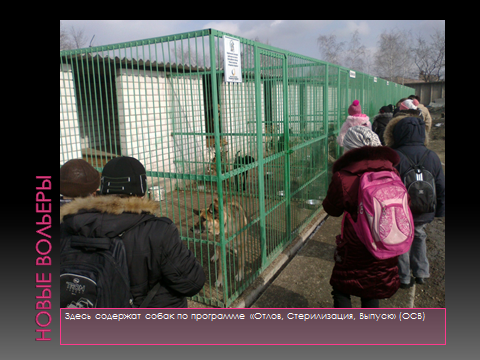 НОВЫЕ ВОЛЬЕРЫ
Здесь содержат собак по программе «Отлов, Стерилизация, Выпуск» (ОСВ)